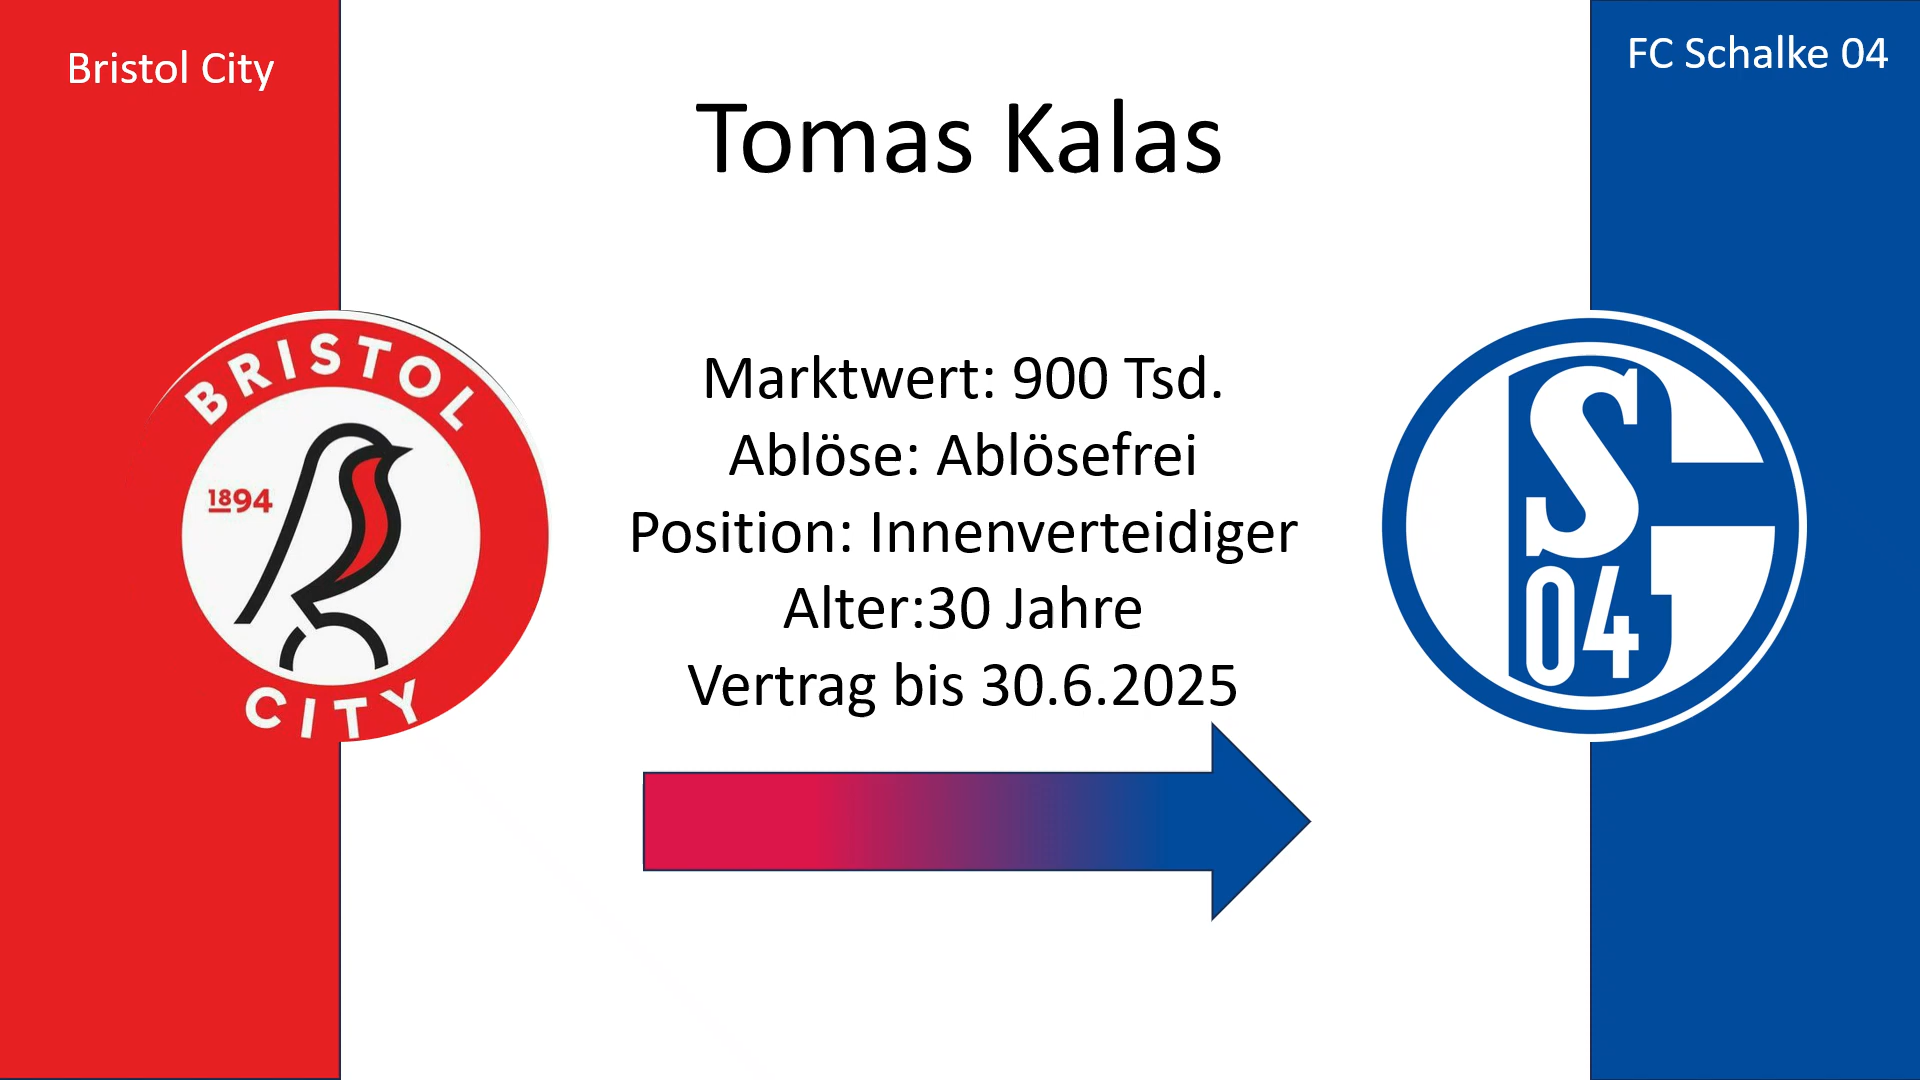 Bristol City
FC Schalke 04
Tomas Kalas
BRISTOL
1894
CITY
Marktwert: 900 Tsd.
Ablöse: Ablösefrei
Position: Innenverteidiger
Alter:30 Jahre
Vertrag bis 30.6.2025
S
04